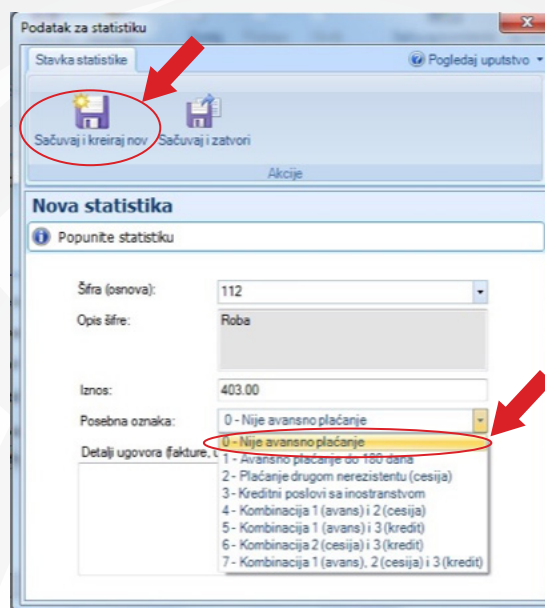 Podatak za statistiku
Stavka statistike
Pogledaj uputstvo
Sačuvaj i kreiraj nov
Sačuvaj i zatvori
Akcije
Nova statistika
Popunite statistiku
Šifra (osnova):
112
Opis šifre:
Roba
Iznos:
403.00
Posebna oznaka:
0 - Nije avansno plaćanje
0 - Nije avansno plaćanje
1 - Avansno plaćanje do 180 dana
2 - Plaćanje drugom nerezistentu (cesija)
3 - Kreditni poslovi sa inostranstvom
4 - Kombinacija 1 (avans) i 2 (cesija)
5 - Kombinacija 1 (avans) i 3 (kredit)
6 - Kombinacija 2 (cesija) i 3 (kredit)
7 - Kombinacija 1 (avans), 2 (cesija) i 3 (kredit)
Detalji ugovora (fakture,